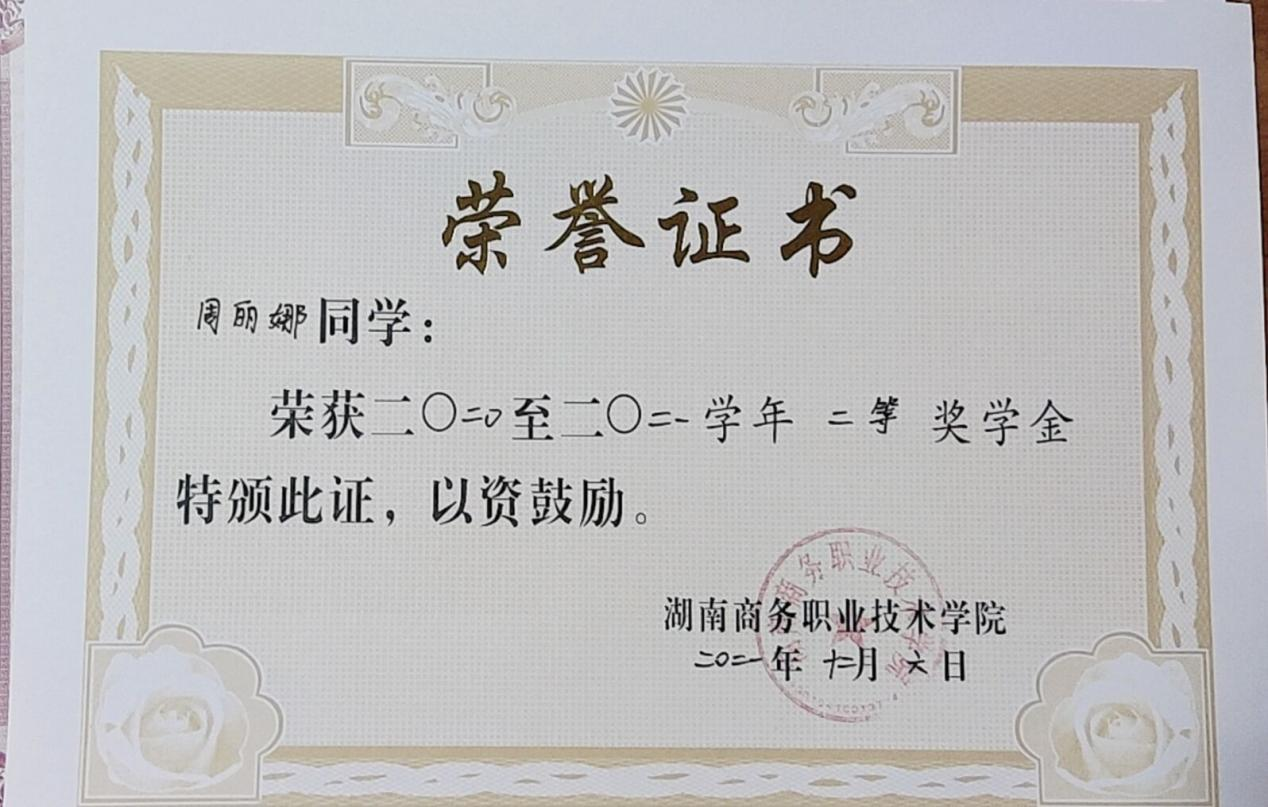 荣誉证书
周丽娜同学：
荣获二〇二〇至二〇二一学年 二等 奖学金
特颁此证，以资鼓励。
湖南商务职业技术学院
二〇二一年 十二月 六日